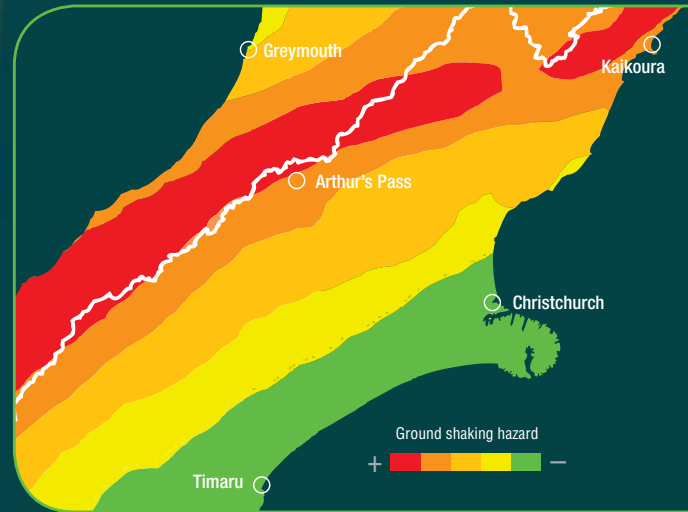 Greymouth
Kaikoura
Arthur's Pass
Christchurch
Ground shaking hazard
+ −
Timaru